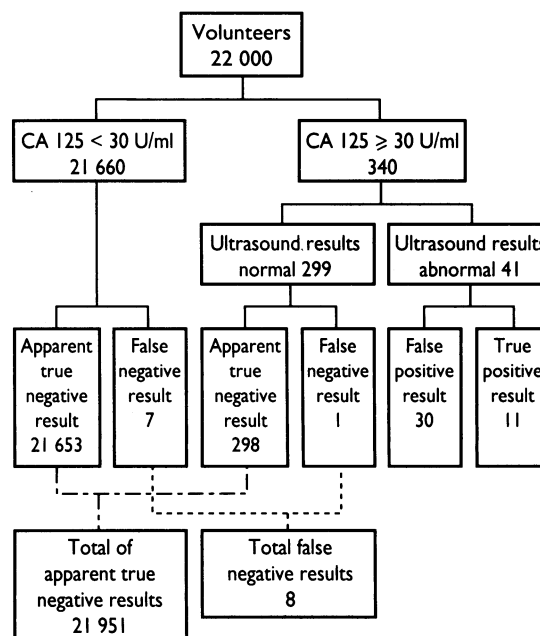 Volunteers
22 000
CA 125 < 30 U/ml
21 660
CA 125 ⩾ 30 U/ml
340
Ultrasound results
normal 299
Ultrasound results
abnormal 41
Apparent
true
negative
result
21 653
False
negative
result
7
Apparent
true
negative
result
298
False
negative
result
1
False
positive
result
30
True
positive
result
11
Total of
apparent true
negative results
21 951
Total false
negative results
8